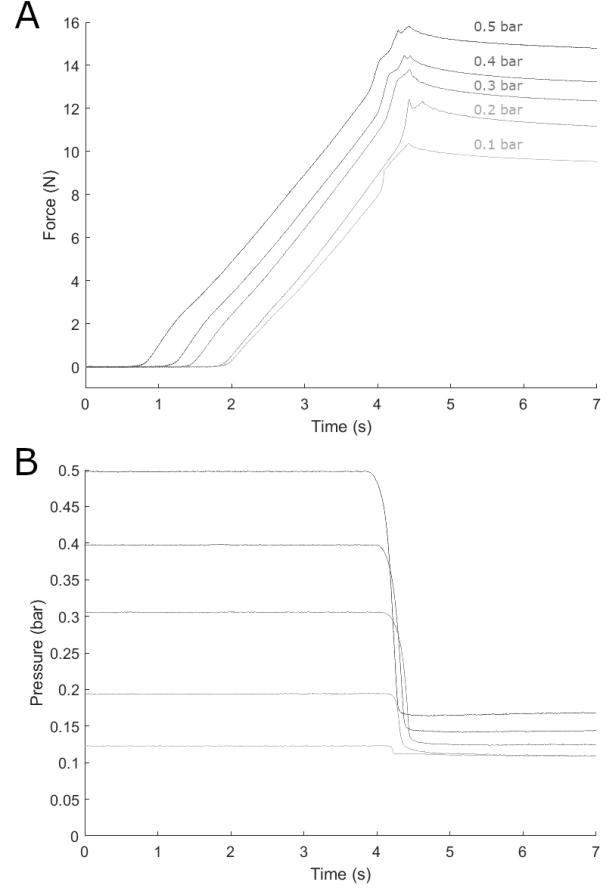 A
16
14
12
10
8
6
4
2
0
Force (N)
0.5 bar
0.4 bar
0.3 bar
0.2 bar
0.1 bar
0 1 2 3 4 5 6 7
Time (s)
B
0.5
0.45
0.4
0.35
0.3
0.25
0.2
0.15
0.1
0.05
0
Pressure (bar)
0 1 2 3 4 5 6 7
Time (s)